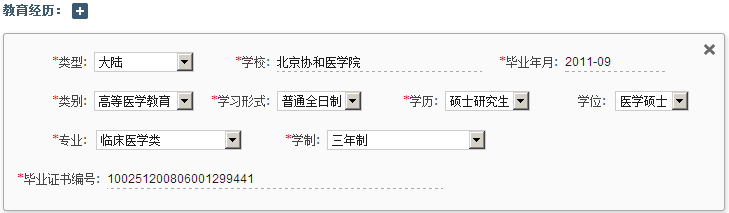 教育经历：
*类型: 大陆 *学校: 北京协和医学院 *毕业年月: 2011-09
*类别: 高等医学教育 *学习形式: 普通全日制 *学历: 硕士研究生 学位: 医学硕士
*专业: 临床医学类 *学制: 三年制
*毕业证书编号: 100251200806001299441